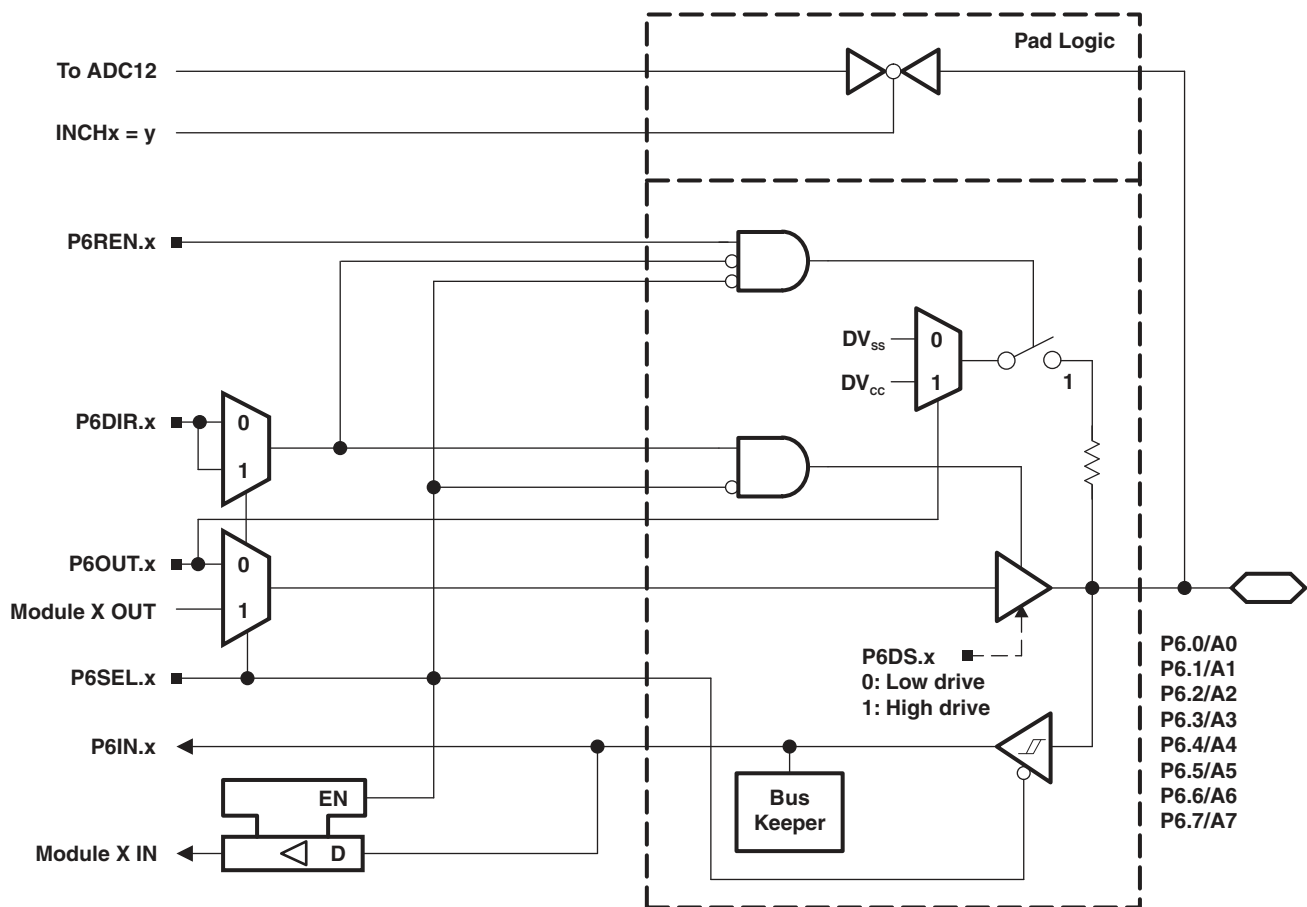 Pad Logic
To ADC12
INCHx = y
P6REN.x
DVSS
0
DVCC
1
1
P6DIR.x
0
1
P6OUT.x
0
Module X OUT
1
P6DS.x
0: Low drive
1: High drive
P6SEL.x
P6IN.x
EN
Bus
Keeper
Module X IN
D
P6.0/A0
P6.1/A1
P6.2/A2
P6.3/A3
P6.4/A4
P6.5/A5
P6.6/A6
P6.7/A7